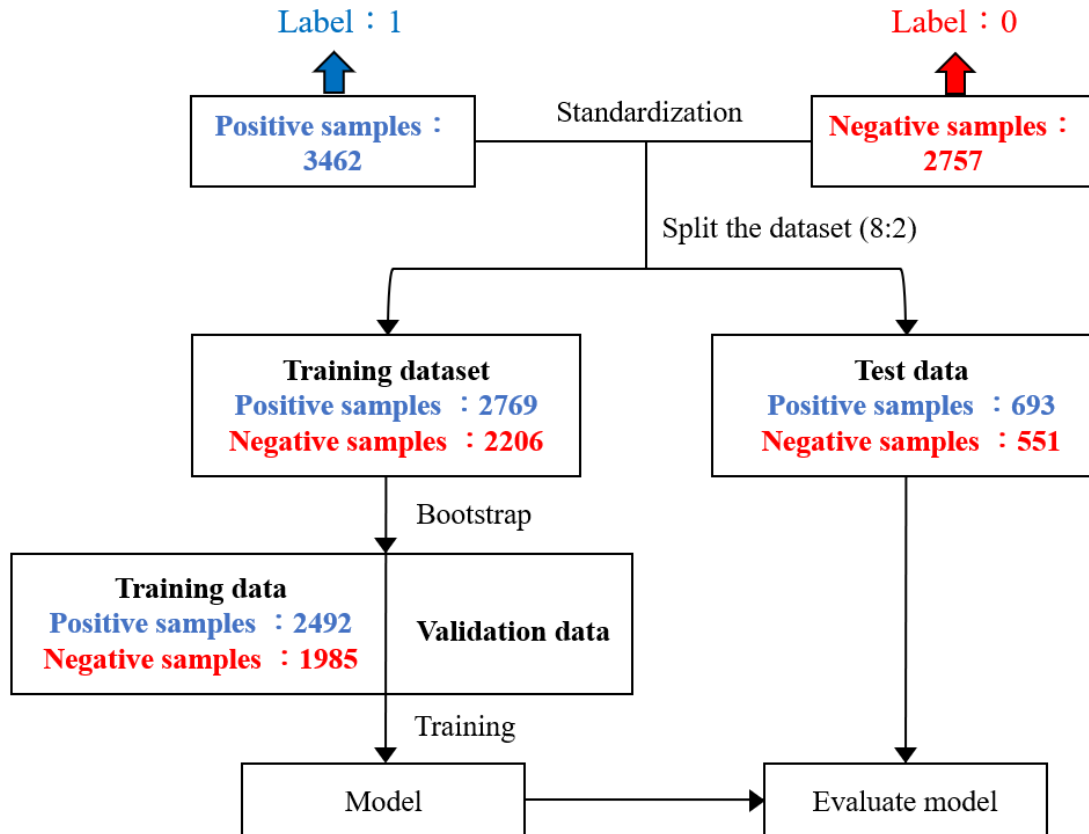 Label：1
Label：0
Positive samples：
3462
Standardization
Negative samples：
2757
Split the dataset (8:2)
Training dataset
Positive samples ：2769
Negative samples ：2206
Test data
Positive samples ：693
Negative samples ：551
Bootstrap
Training data
Positive samples ：2492
Negative samples ：1985
Validation data
Training
Model
Evaluate model